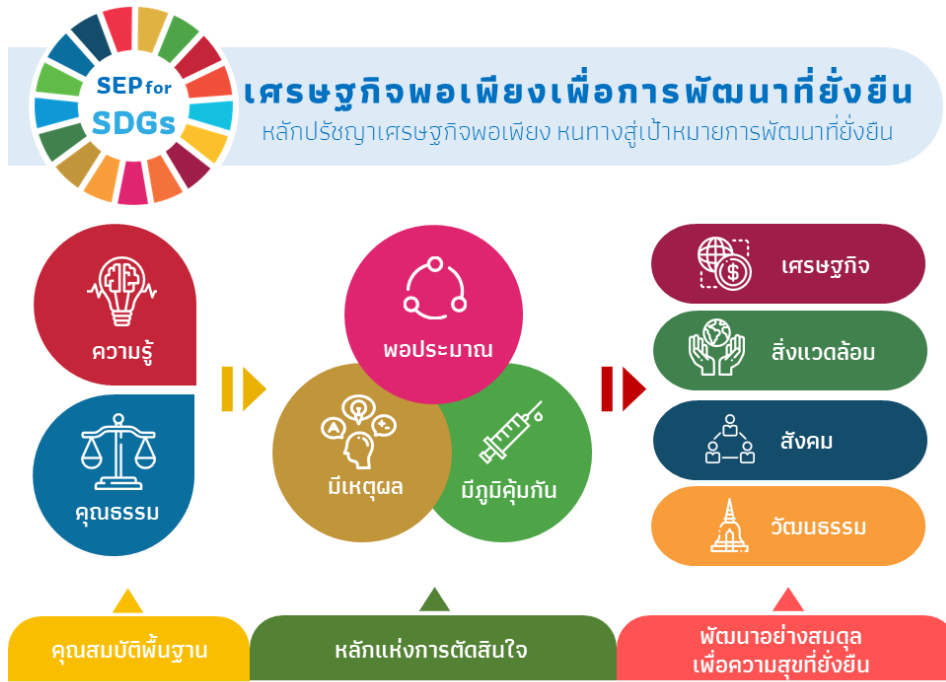 SEP for
SDGs
เศรษฐกิจพอเพียงเพื่อการพัฒนาที่ยั่งยืน
หลักปรัชญาเศรษฐกิจพอเพียง หนทางสู่เป้าหมายการพัฒนาที่ยั่งยืน
ความรู้
คุณธรรม
พอประมาณ
A
มีเหตุผล
มีภูมิคุ้มกัน
$
เศรษฐกิจ
สิ่งแวดล้อม
สังคม
วัฒนธรรม
คุณสมบัติพื้นฐาน
หลักแห่งการตัดสินใจ
พัฒนาอย่างสมดุล
เพื่อความสุขที่ยั่งยืน